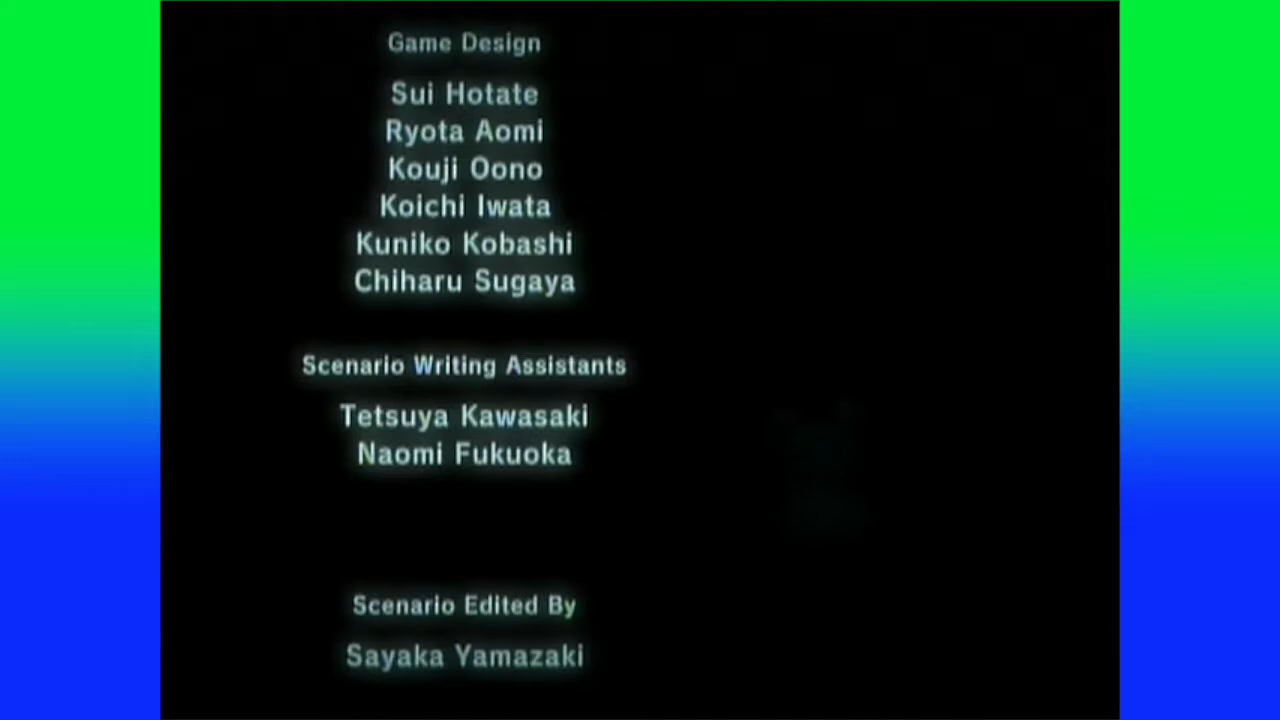 Game Design
Sui Hotate
Ryota Aomi
Kouji Oono
Koichi Iwata
Kuniko Kobashi
Chiharu Sugaya
Scenario Writing Assistants
Tetsuya Kawasaki
Naomi Fukuoka
Scenario Edited By
Sayaka Yamazaki